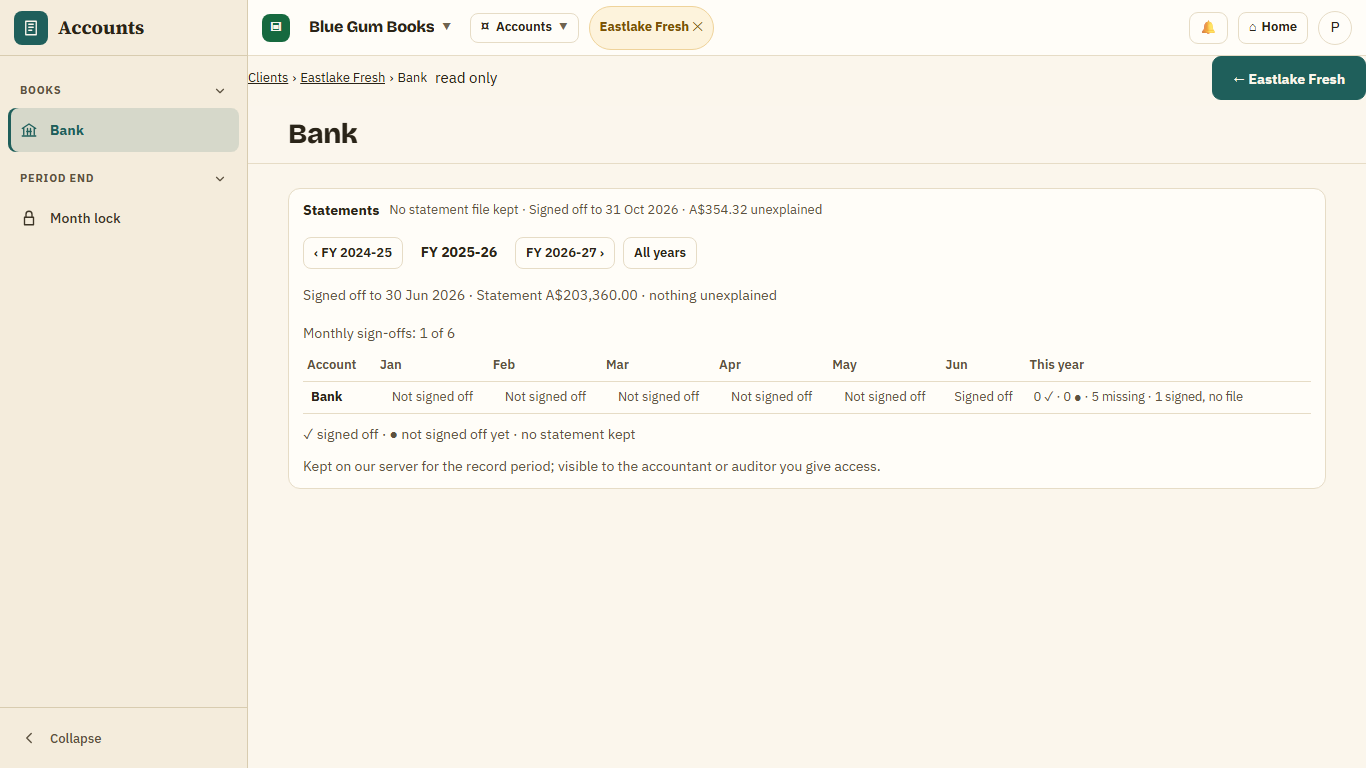 Accounts
Blue Gum Books ▼
¤ Accounts ▼
Eastlake Fresh ×
🔔
⌂ Home
P
BOOKS
Bank
PERIOD END
Month lock
Collapse
Clients › Eastlake Fresh › Bank read only
← Eastlake Fresh
Bank
Statements No statement file kept · Signed off to 31 Oct 2026 · A$354.32 unexplained
‹ FY 2024-25 FY 2025-26 FY 2026-27 › All years
Signed off to 30 Jun 2026 · Statement A$203,360.00 · nothing unexplained
Monthly sign-offs: 1 of 6
Account Jan Feb Mar Apr May Jun This year
Bank Not signed off Not signed off Not signed off Not signed off Not signed off Signed off 0 ✓ · 0 ● · 5 missing · 1 signed, no file
✓ signed off · ● not signed off yet · no statement kept
Kept on our server for the record period; visible to the accountant or auditor you give access.